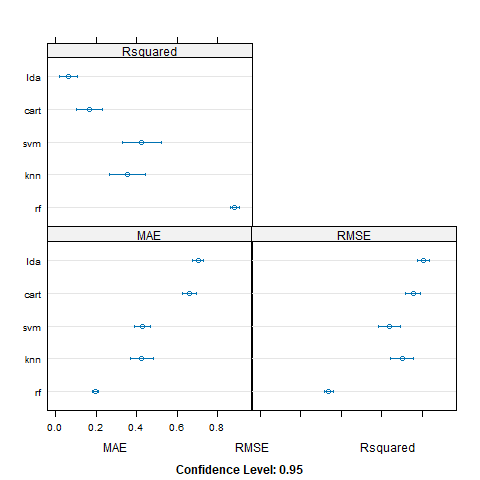 Rsquared
lda
cart
svm
knn
rf
MAE RMSE
lda
cart
svm
knn
rf
0.0 0.2 0.4 0.6 0.8
MAE RMSE Rsquared
Confidence Level: 0.95